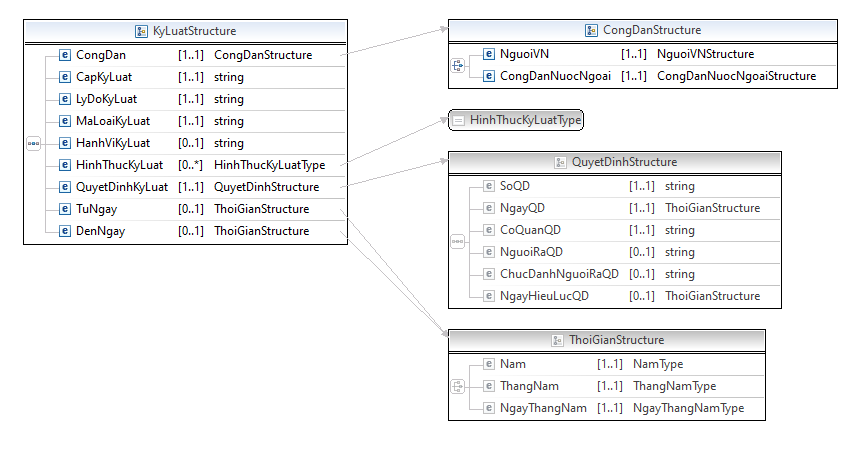 KyLuatStructure
e CongDan [1..1] CongDanStructure
e CapKyLuat [1..1] string
e LyDoKyLuat [1..1] string
e MaLoaiKyLuat [1..1] string
e HanhViKyLuat [0..1] string
e HinhThucKyLuat [0..*] HinhThucKyLuatType
e QuyetDinhKyLuat [1..1] QuyetDinhStructure
e TuNgay [0..1] ThoiGianStructure
e DenNgay [0..1] ThoiGianStructure
CongDanStructure
e NguoiVN [1..1] NguoiVNStructure
e CongDanNuocNgoai [1..1] CongDanNuocNgoaiStructure
HinhThucKyLuatType
QuyetDinhStructure
e SoQD [1..1] string
e NgayQD [1..1] ThoiGianStructure
e CoQuanQD [1..1] string
e NguoiRaQD [0..1] string
e ChucDanhNguoiRaQD [0..1] string
e NgayHieuLucQD [0..1] ThoiGianStructure
ThoiGianStructure
e Nam [1..1] NamType
e ThangNam [1..1] ThangNamType
e NgayThangNam [1..1] NgayThangNamType